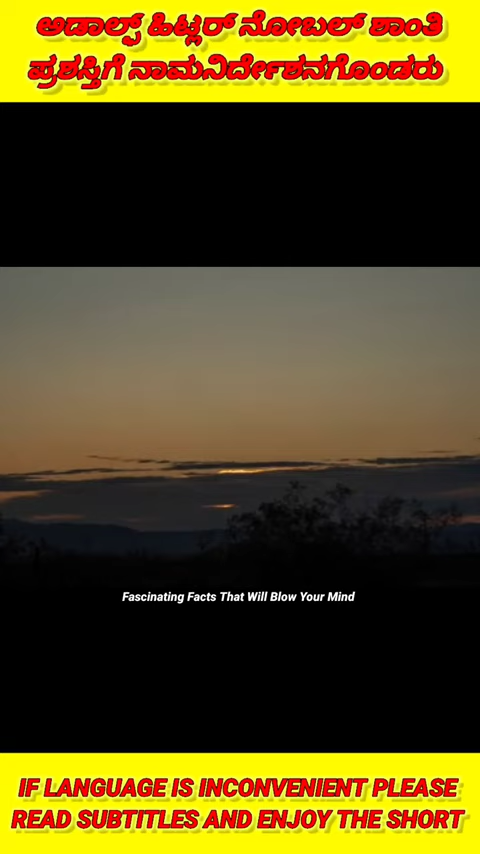 ಅಡಾಲ್ಫ್ ಹಿಟ್ಲರ್ ನೋಬಲ್ ಶಾಂತಿ
ಪ್ರಶಸ್ತಿಗೆ ನಾಮನಿರ್ದೇಶನಗೊಂಡರು
Fascinating Facts That Will Blow Your Mind
IF LANGUAGE IS INCONVENIENT PLEASE
READ SUBTITLES AND ENJOY THE SHORT